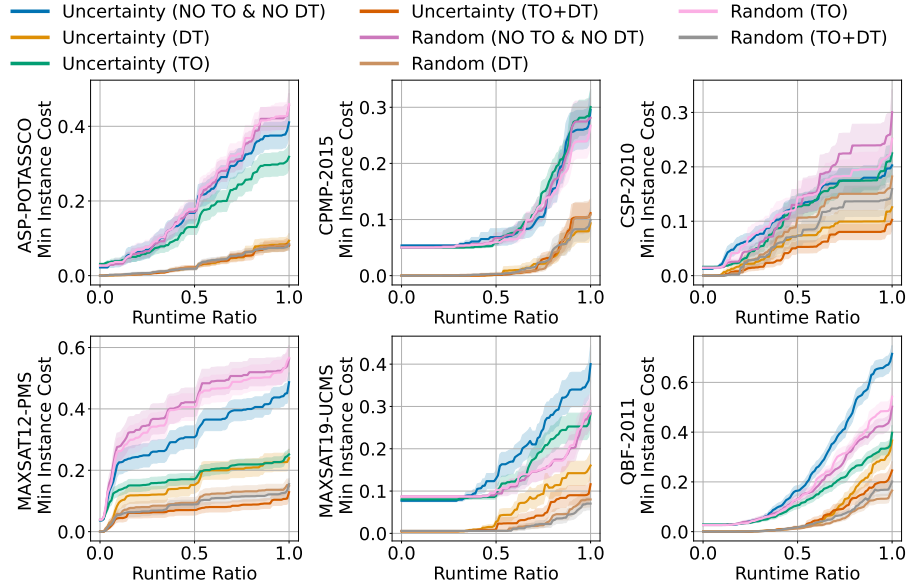 Uncertainty (NO TO & NO DT)
Uncertainty (DT)
Uncertainty (TO)
Uncertainty (TO+DT)
Random (NO TO & NO DT)
Random (DT)
Random (TO)
Random (TO+DT)
ASP-POTASSCO
Min Instance Cost
0.4
0.2
0.0
0.0 0.5 1.0
Runtime Ratio
CPMP-2015
Min Instance Cost
0.3
0.2
0.1
0.0
0.0 0.5 1.0
Runtime Ratio
CSP-2010
Min Instance Cost
0.3
0.2
0.1
0.0
0.0 0.5 1.0
Runtime Ratio
MAXSAT12-PMS
Min Instance Cost
0.6
0.4
0.2
0.0
0.0 0.5 1.0
Runtime Ratio
MAXSAT19-UCMS
Min Instance Cost
0.4
0.3
0.2
0.1
0.0
0.0 0.5 1.0
Runtime Ratio
QBF-2011
Min Instance Cost
0.6
0.4
0.2
0.0
0.0 0.5 1.0
Runtime Ratio